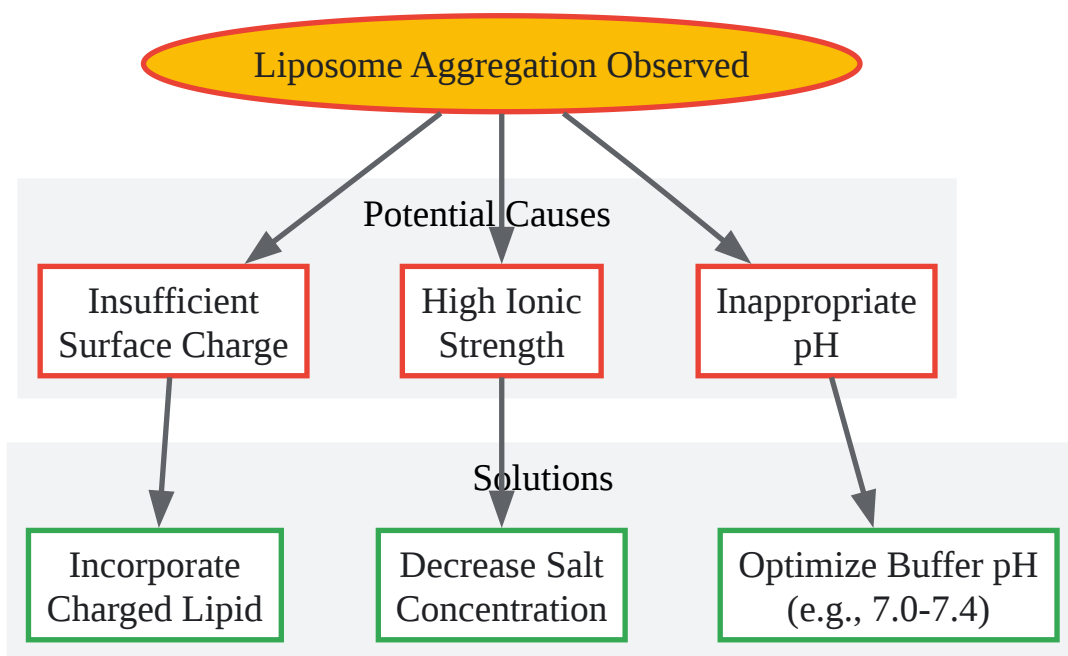 Liposome Aggregation Observed
Potential Causes
Insufficient
Surface Charge
High Ionic
Strength
Inappropriate
pH
Solutions
Incorporate
Charged Lipid
Decrease Salt
Concentration
Optimize Buffer pH
(e.g., 7.0-7.4)